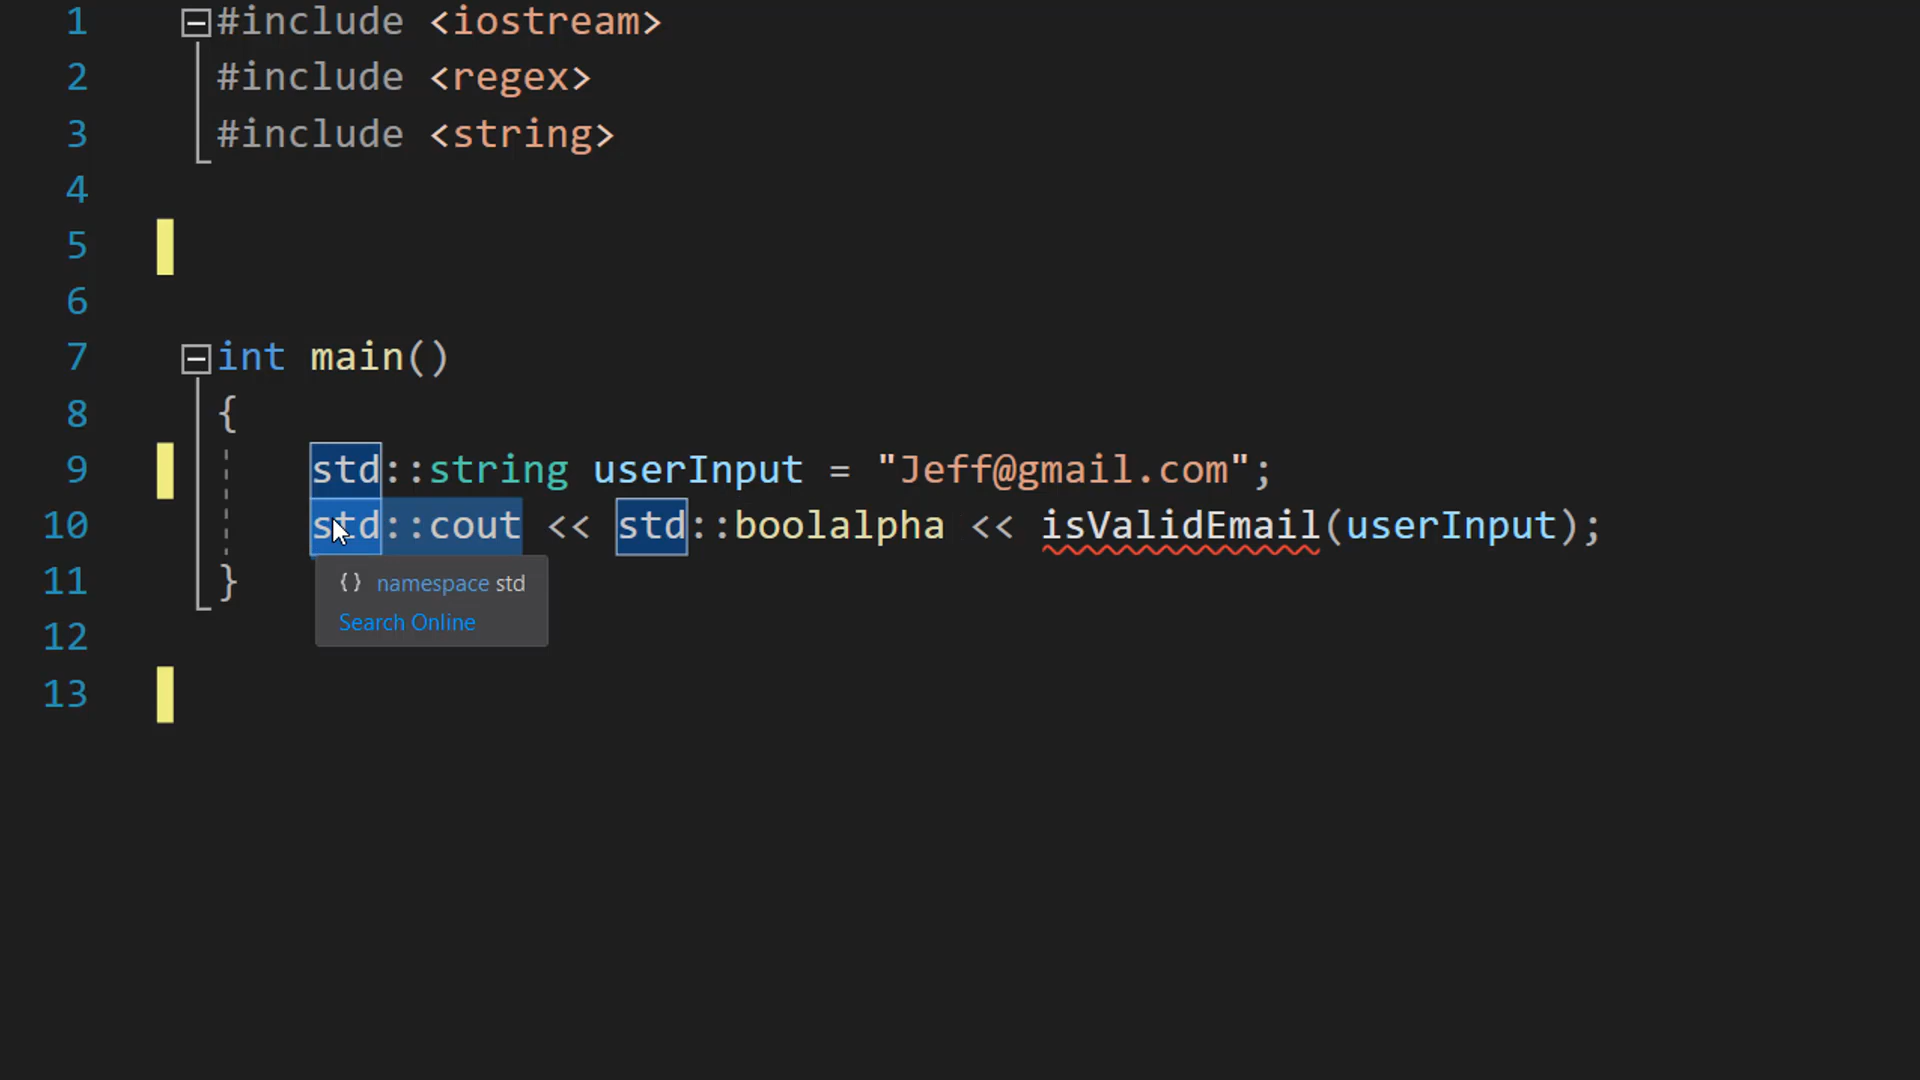 1 #include <iostream>
2 #include <regex>
3 #include <string>
4
5
6
7 int main()
8 {
9 std::string userInput = "Jeff@gmail.com";
10 std::cout << std::boolalpha << isValidEmail(userInput);
11 }
{} namespace std
Search Online
12
13